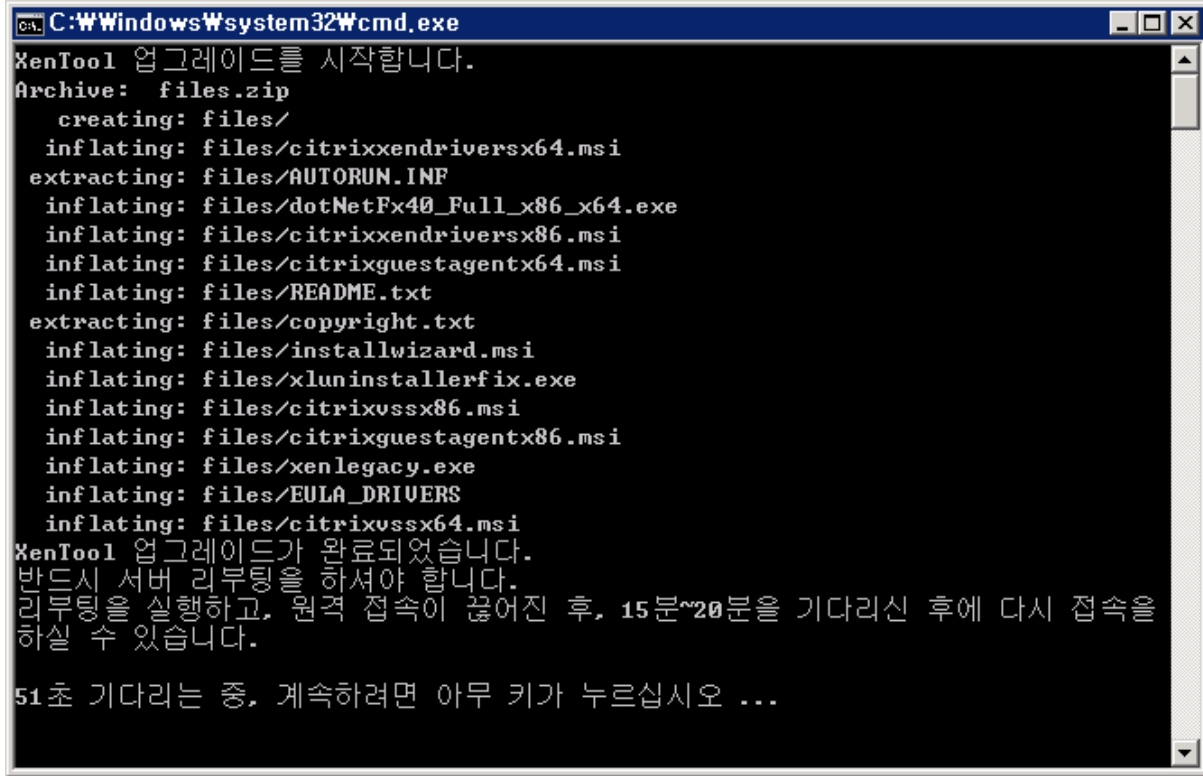 C:₩Windows₩system32₩cmd.exe
XenTool 업그레이드를 시작합니다.
Archive:  files.zip
   creating: files/
  inflating: files/citrixxendriversx64.msi
 extracting: files/AUTORUN.INF
  inflating: files/dotNetFx40_Full_x86_x64.exe
  inflating: files/citrixxendriversx86.msi
  inflating: files/citrixguestagentx64.msi
  inflating: files/README.txt
 extracting: files/copyright.txt
  inflating: files/installwizard.msi
  inflating: files/xluninstallerfix.exe
  inflating: files/citrixvssx86.msi
  inflating: files/citrixguestagentx86.msi
  inflating: files/xenlegacy.exe
  inflating: files/EULA_DRIVERS
  inflating: files/citrixvssx64.msi
XenTool 업그레이드가 완료되었습니다.
반드시 서버 리부팅을 하셔야 합니다.
리부팅을 실행하고, 원격 접속이 끊어진 후, 15분~20분을 기다리신 후에 다시 접속을
하실 수 있습니다.
51초 기다리는 중, 계속하려면 아무 키가 누르십시오 ...